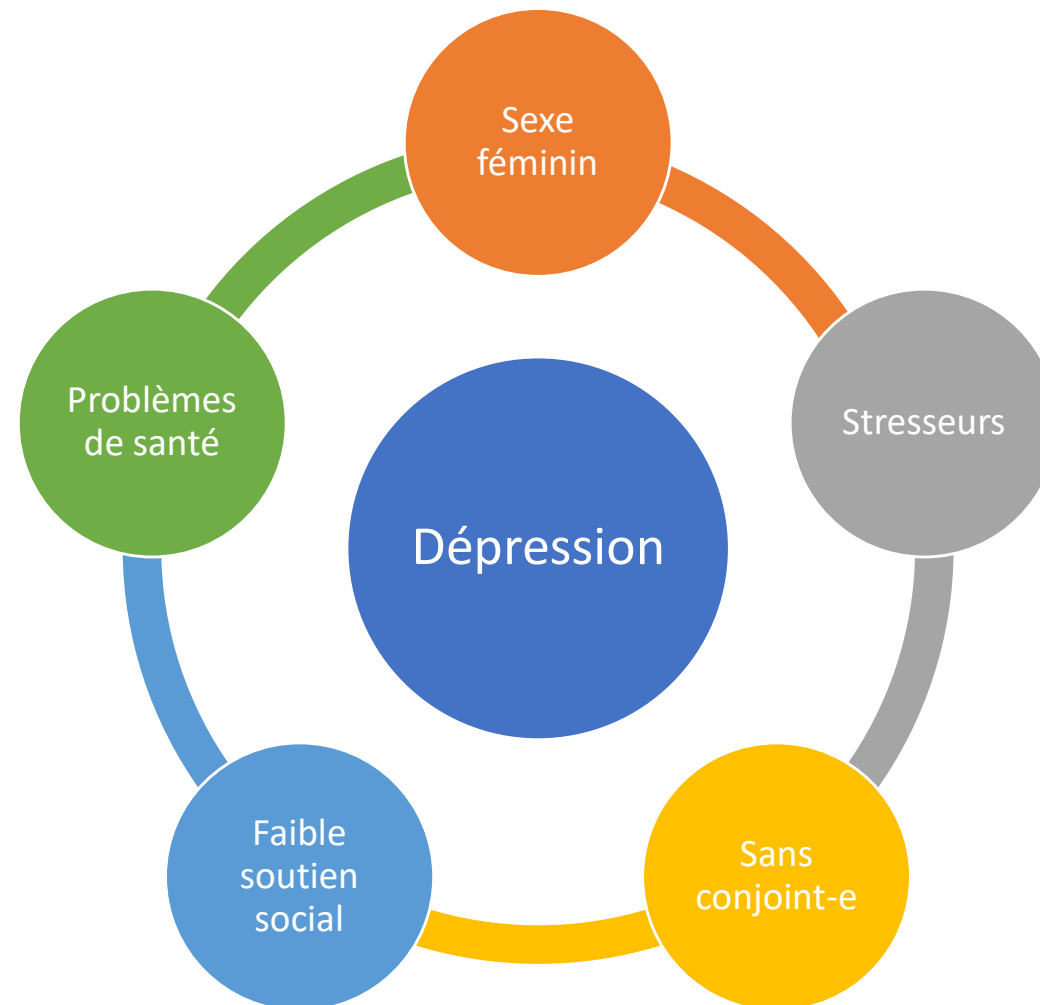 Sexe
féminin
Stresseurs
Sans
conjoint-e
Faible
soutien
social
Problèmes
de santé
Dépression